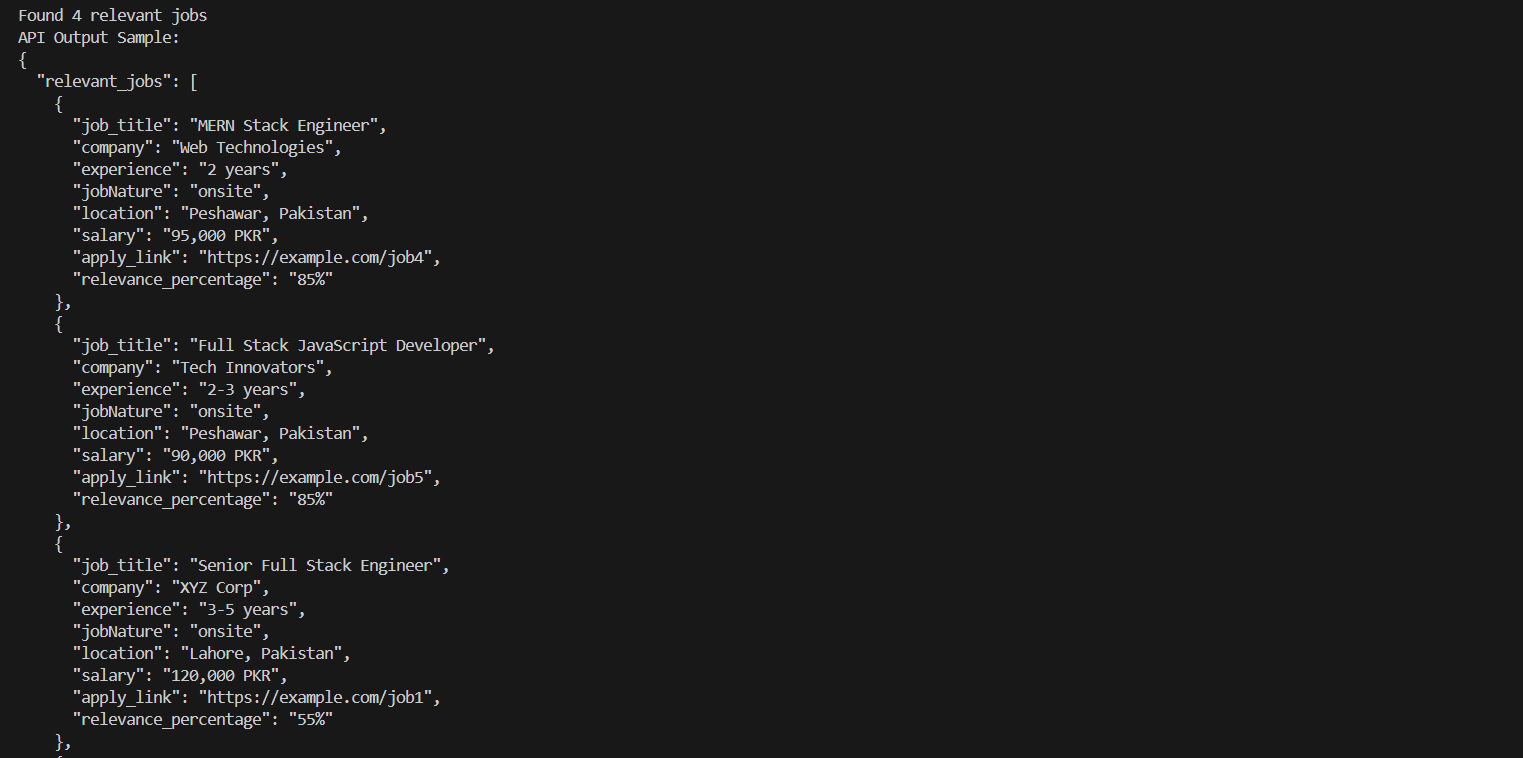 Found 4 relevant jobs
API Output Sample:
{
  "relevant_jobs": [
    {
      "job_title": "MERN Stack Engineer",
      "company": "Web Technologies",
      "experience": "2 years",
      "jobNature": "onsite",
      "location": "Peshawar, Pakistan",
      "salary": "95,000 PKR",
      "apply_link": "https://example.com/job4",
      "relevance_percentage": "85%"
    },
    {
      "job_title": "Full Stack JavaScript Developer",
      "company": "Tech Innovators",
      "experience": "2-3 years",
      "jobNature": "onsite",
      "location": "Peshawar, Pakistan",
      "salary": "90,000 PKR",
      "apply_link": "https://example.com/job5",
      "relevance_percentage": "85%"
    },
    {
      "job_title": "Senior Full Stack Engineer",
      "company": "XYZ Corp",
      "experience": "3-5 years",
      "jobNature": "onsite",
      "location": "Lahore, Pakistan",
      "salary": "120,000 PKR",
      "apply_link": "https://example.com/job1",
      "relevance_percentage": "55%"
    },